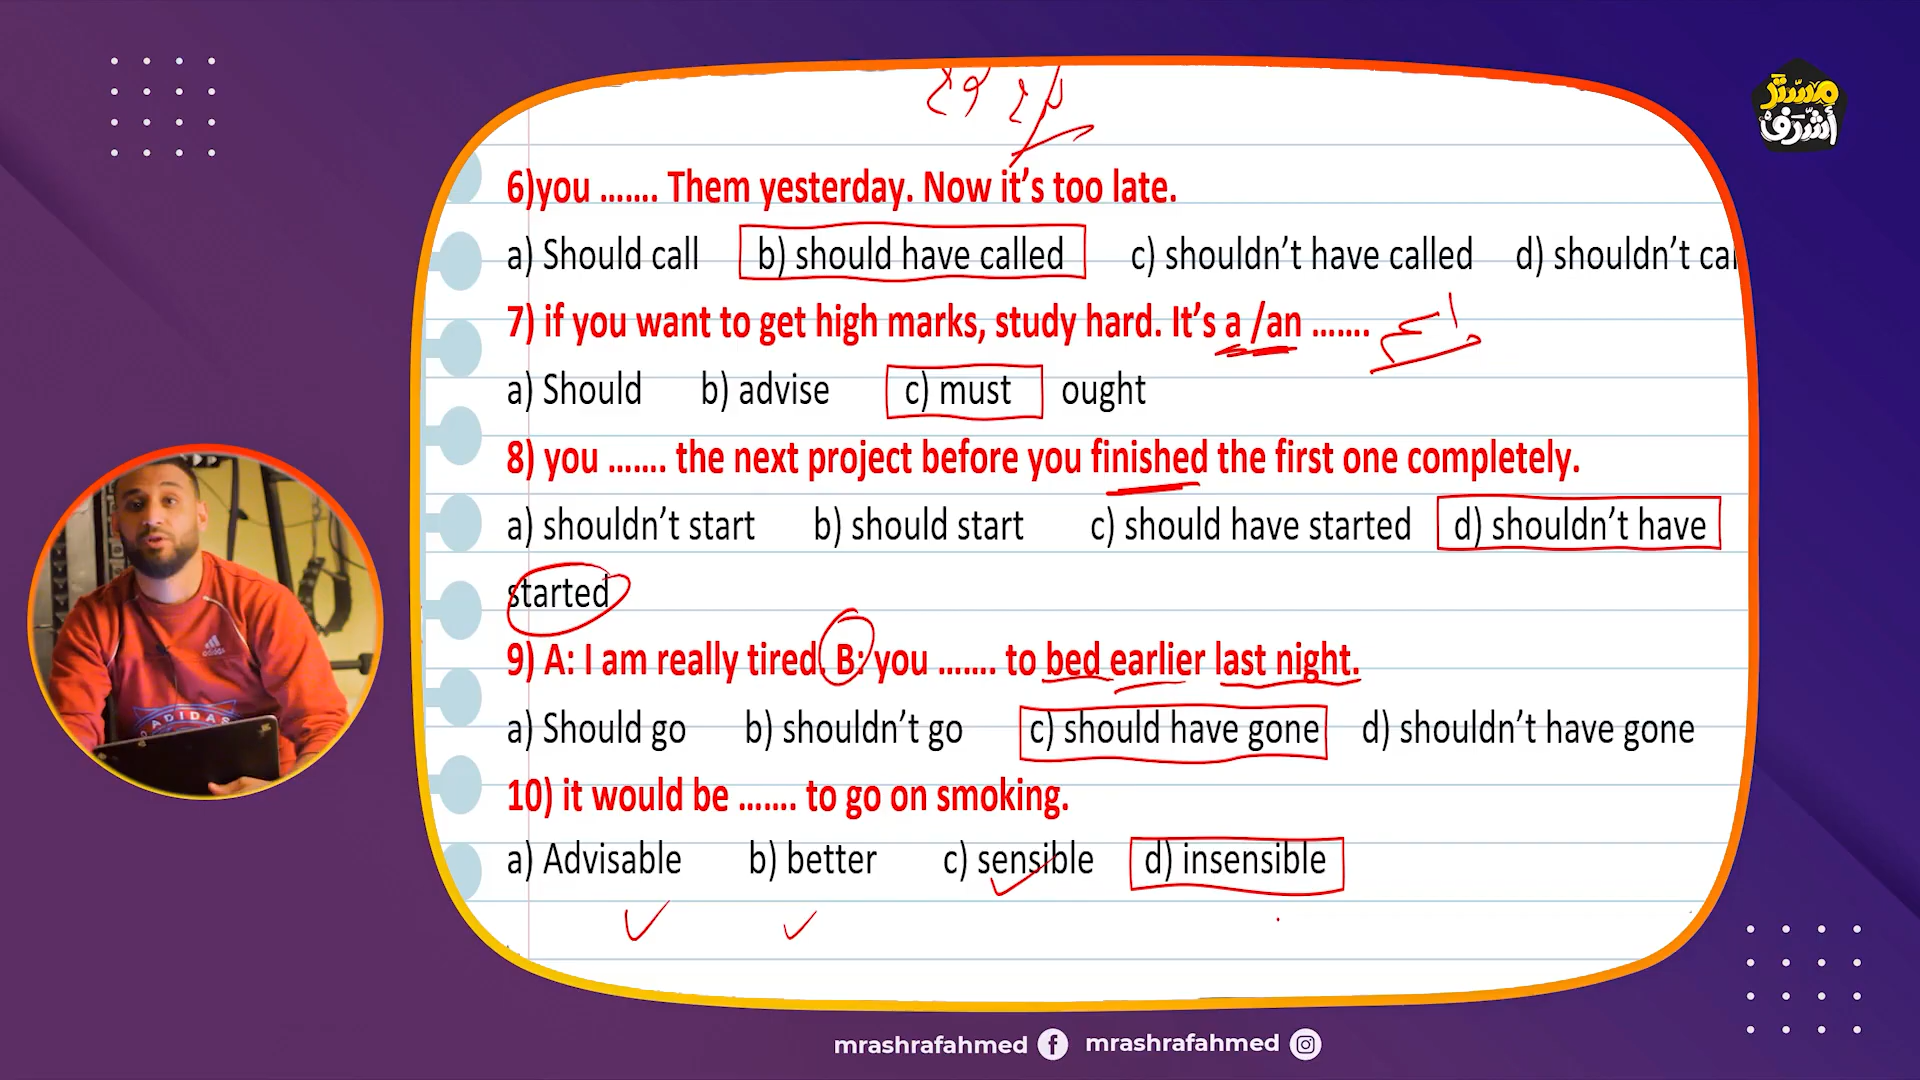 مستر
أشرف
6)you ....... Them yesterday. Now it's too late.
a) Should call b) should have called c) shouldn't have called d) shouldn't cal
7) if you want to get high marks, study hard. It's a /an .......
a) Should b) advise c) must ought
8) you ....... the next project before you finished the first one completely.
a) shouldn't start b) should start c) should have started d) shouldn't have
started
9) A: I am really tired. B: you ....... to bed earlier last night.
a) Should go b) shouldn't go c) should have gone d) shouldn't have gone
10) it would be ....... to go on smoking.
a) Advisable b) better c) sensible d) insensible
ADIDAS
mrashrafahmed mrashrafahmed